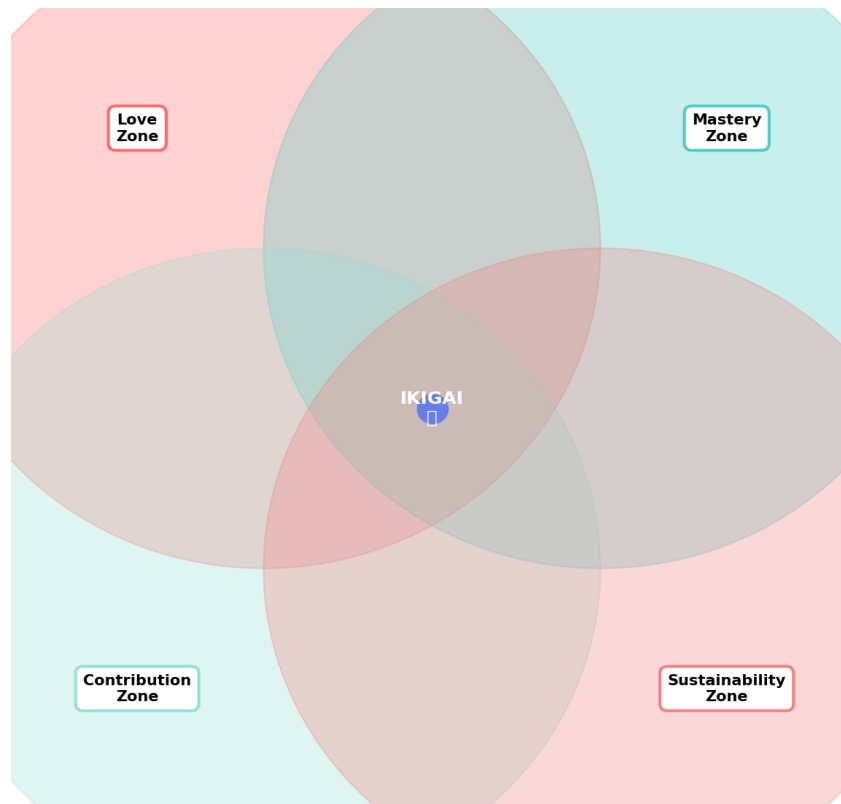 Love
Zone
Mastery
Zone
IKIGAI
Contribution
Zone
Sustainability
Zone